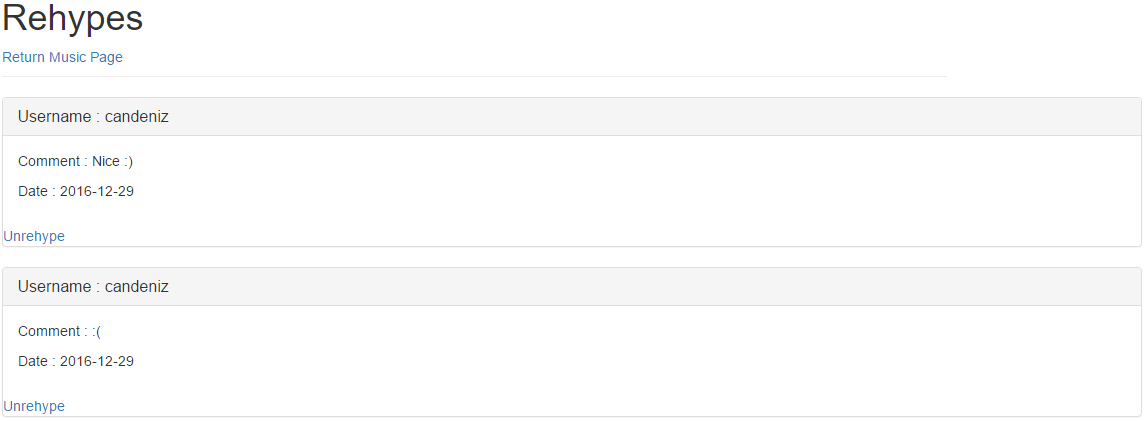 Rehypes
Return Music Page
Username : candeniz
Comment : Nice :)
Date : 2016-12-29
Unrehype
Username : candeniz
Comment : :(
Date : 2016-12-29
Unrehype